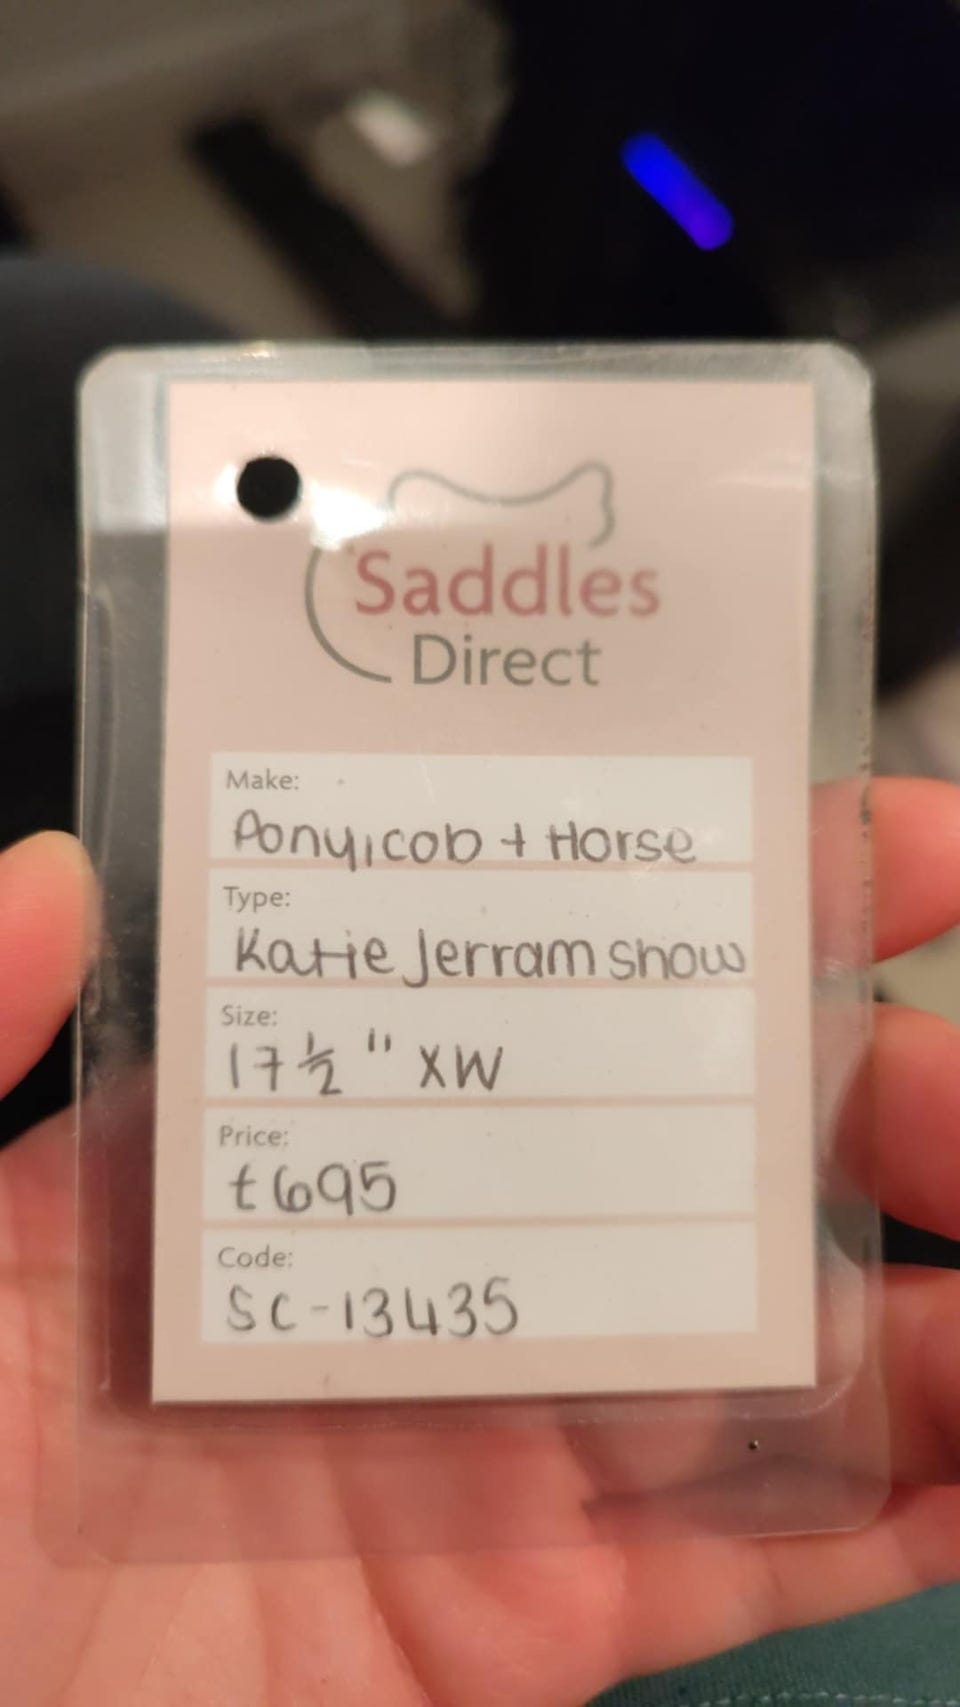 Saddles
Direct
Make:
Pony, cob + Horse
Type:
Katie Jerram show
Size:
17½" XW
Price:
£695
Code:
SC-13435